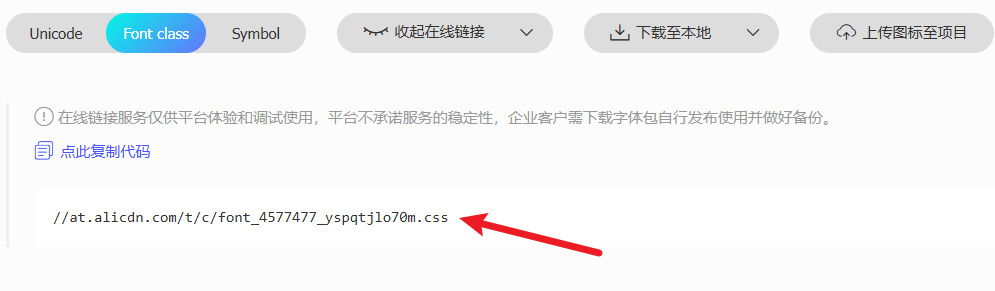 Unicode Font class Symbol 收起在线链接 下载至本地 上传图标至项目
在线链接服务仅供平台体验和调试使用，平台不承诺服务的稳定性，企业客户需下载字体包自行发布使用并做好备份。
点此复制代码
//at.alicdn.com/t/c/font_4577477_yspqtjlo70m.css